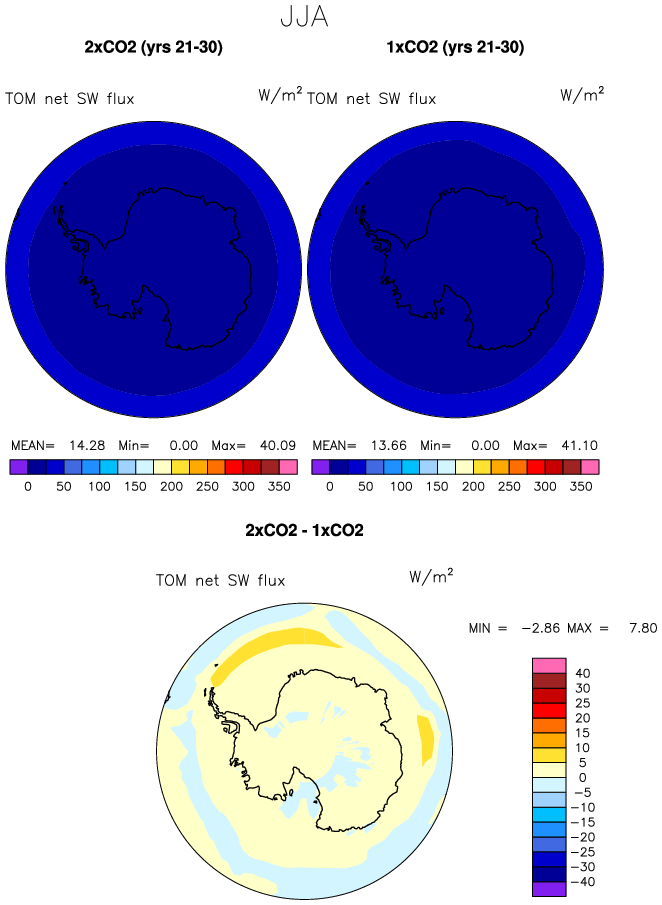 JJA
2xCO2 (yrs 21-30) 1xCO2 (yrs 21-30)
TOM net SW flux W/m² TOM net SW flux W/m²
MEAN= 14.28 Min= 0.00 Max= 40.09 MEAN= 13.66 Min= 0.00 Max= 41.10
0 50 100 150 200 250 300 350 0 50 100 150 200 250 300 350
2xCO2 - 1xCO2
TOM net SW flux W/m²
MIN = -2.86 MAX = 7.80
40
30
25
20
15
10
5
0
-5
-10
-15
-20
-25
-30
-40